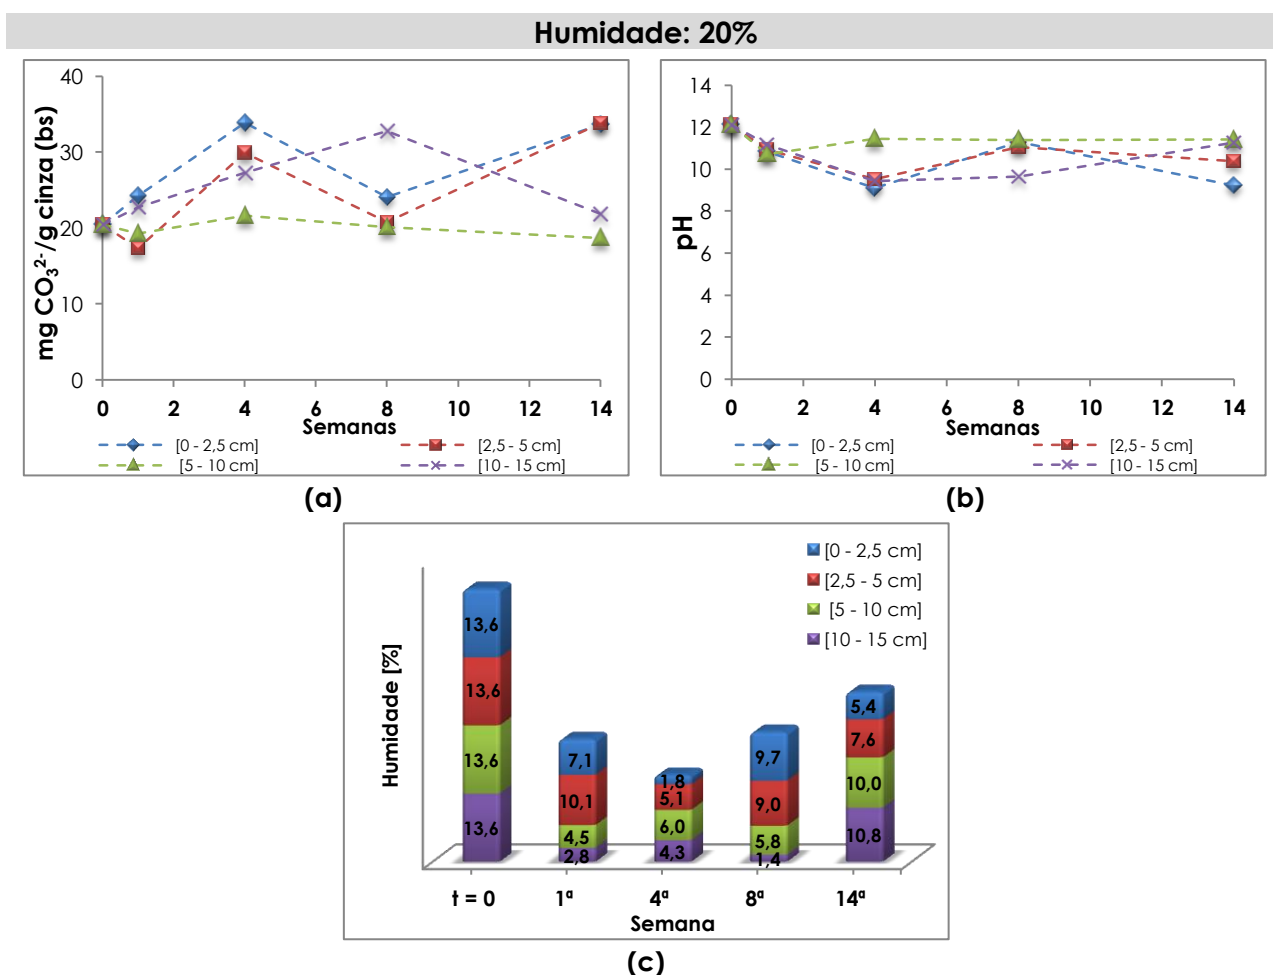 Humidade: 20%
mg CO₃²⁻/g cinza (bs)
40
30
20
10
0
0 2 4 6 8 10 12 14
Semanas
[0 - 2,5 cm] [2,5 - 5 cm]
[5 - 10 cm] [10 - 15 cm]
(a)
pH
14
12
10
8
6
4
2
0
0 2 4 6 8 10 12 14
Semanas
[0 - 2,5 cm] [2,5 - 5 cm]
[5 - 10 cm] [10 - 15 cm]
(b)
Humidade [%]
[0 - 2,5 cm]
[2,5 - 5 cm]
[5 - 10 cm]
[10 - 15 cm]
13,6
13,6
13,6
13,6
7,1
10,1
4,5
2,8
1,8
5,1
6,0
4,3
9,7
9,0
5,8
1,4
5,4
7,6
10,0
10,8
t = 0 1ª 4ª 8ª 14ª
Semana
(c)